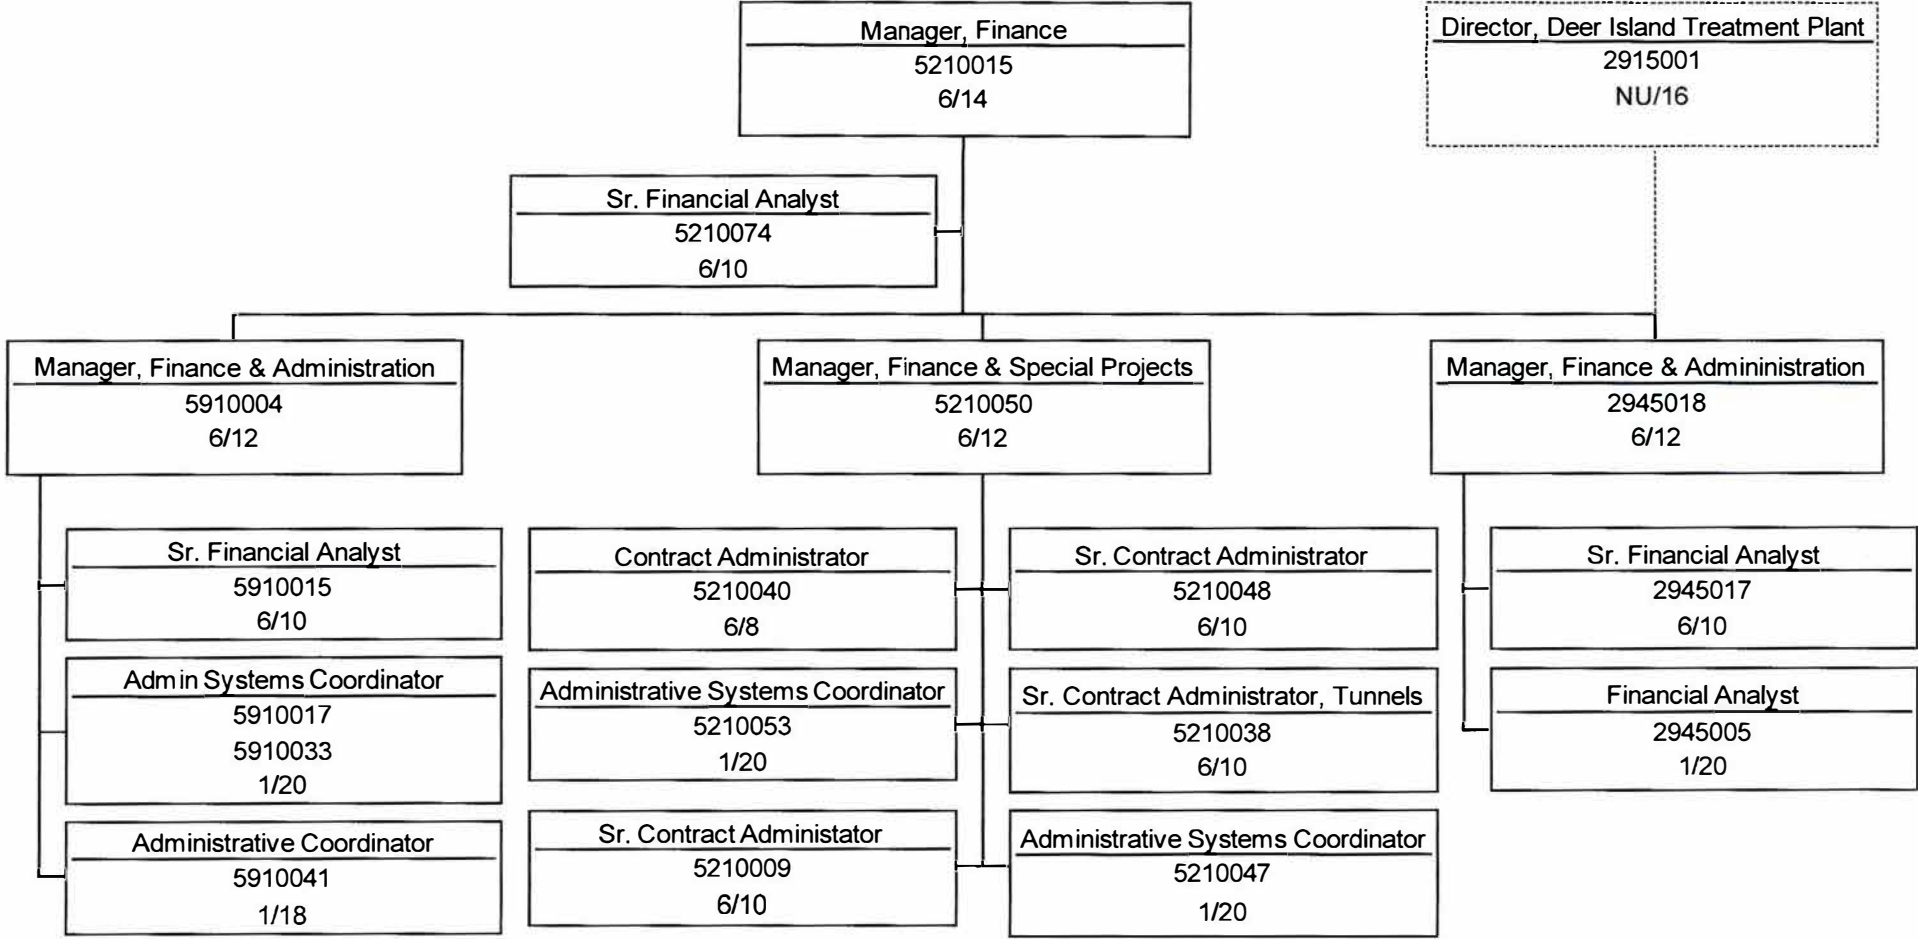 Manager, Finance
5210015
6/14
Director, Deer Island Treatment Plant
2915001
NU/16
Sr. Financial Analyst
5210074
6/10
Manager, Finance & Administration
5910004
6/12
Manager, Finance & Special Projects
5210050
6/12
Manager, Finance & Admininistration
2945018
6/12
Sr. Financial Analyst
5910015
6/10
Admin Systems Coordinator
5910017
5910033
1/20
Administrative Coordinator
5910041
1/18
Contract Administrator
5210040
6/8
Administrative Systems Coordinator
5210053
1/20
Sr. Contract Administator
5210009
6/10
Sr. Contract Administrator
5210048
6/10
Sr. Contract Administrator, Tunnels
5210038
6/10
Administrative Systems Coordinator
5210047
1/20
Sr. Financial Analyst
2945017
6/10
Financial Analyst
2945005
1/20